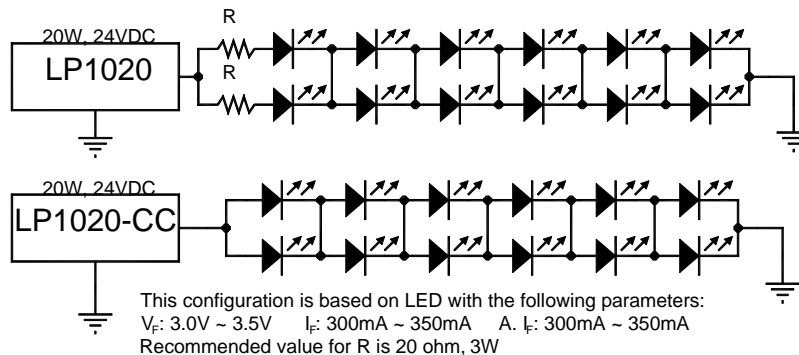 R
20W, 24VDC
LP1020
R
20W, 24VDC
LP1020-CC
This configuration is based on LED with the following parameters:
VF: 3.0V ~ 3.5V IF: 300mA ~ 350mA A. IF: 300mA ~ 350mA
Recommended value for R is 20 ohm, 3W